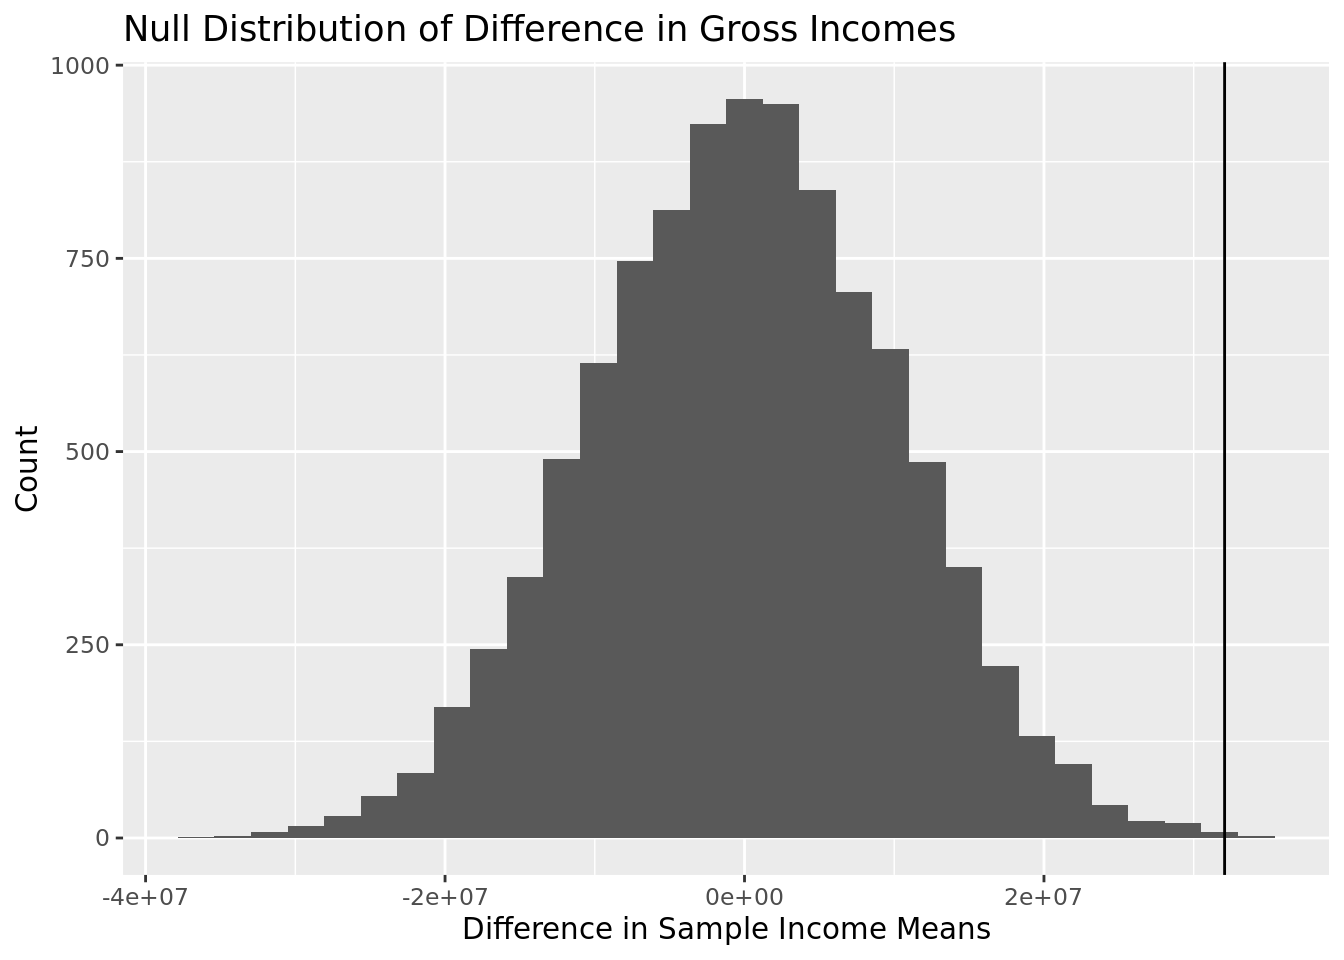 Null Distribution of Difference in Gross Incomes
1000
750
500
250
0
Count
-4e+07
-2e+07
0e+00
2e+07
Difference in Sample Income Means